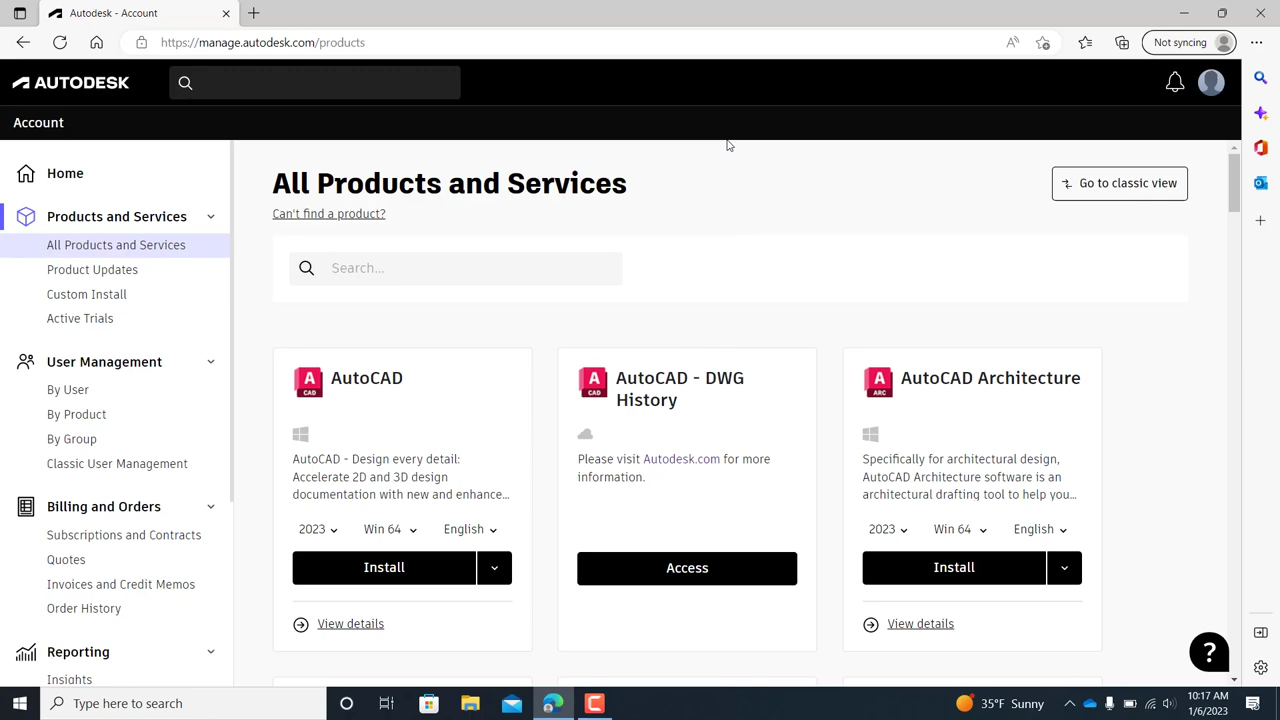 Autodesk - Account
https://manage.autodesk.com/products
Not syncing
AUTODESK
Account
Home
Products and Services
All Products and Services
Product Updates
Custom Install
Active Trials
User Management
By User
By Product
By Group
Classic User Management
Billing and Orders
Subscriptions and Contracts
Quotes
Invoices and Credit Memos
Order History
Reporting
Insights
All Products and Services
Can't find a product?
Go to classic view
Search...
A
CAD
AutoCAD
AutoCAD - Design every detail:
Accelerate 2D and 3D design
documentation with new and enhance...
2023 Win 64 English
Install
View details
A
CAD
AutoCAD - DWG
History
Please visit Autodesk.com for more
information.
Access
A
ARC
AutoCAD Architecture
Specifically for architectural design,
AutoCAD Architecture software is an
architectural drafting tool to help you...
2023 Win 64 English
Install
View details
?
Type here to search
35°F Sunny
10:17 AM
1/6/2023